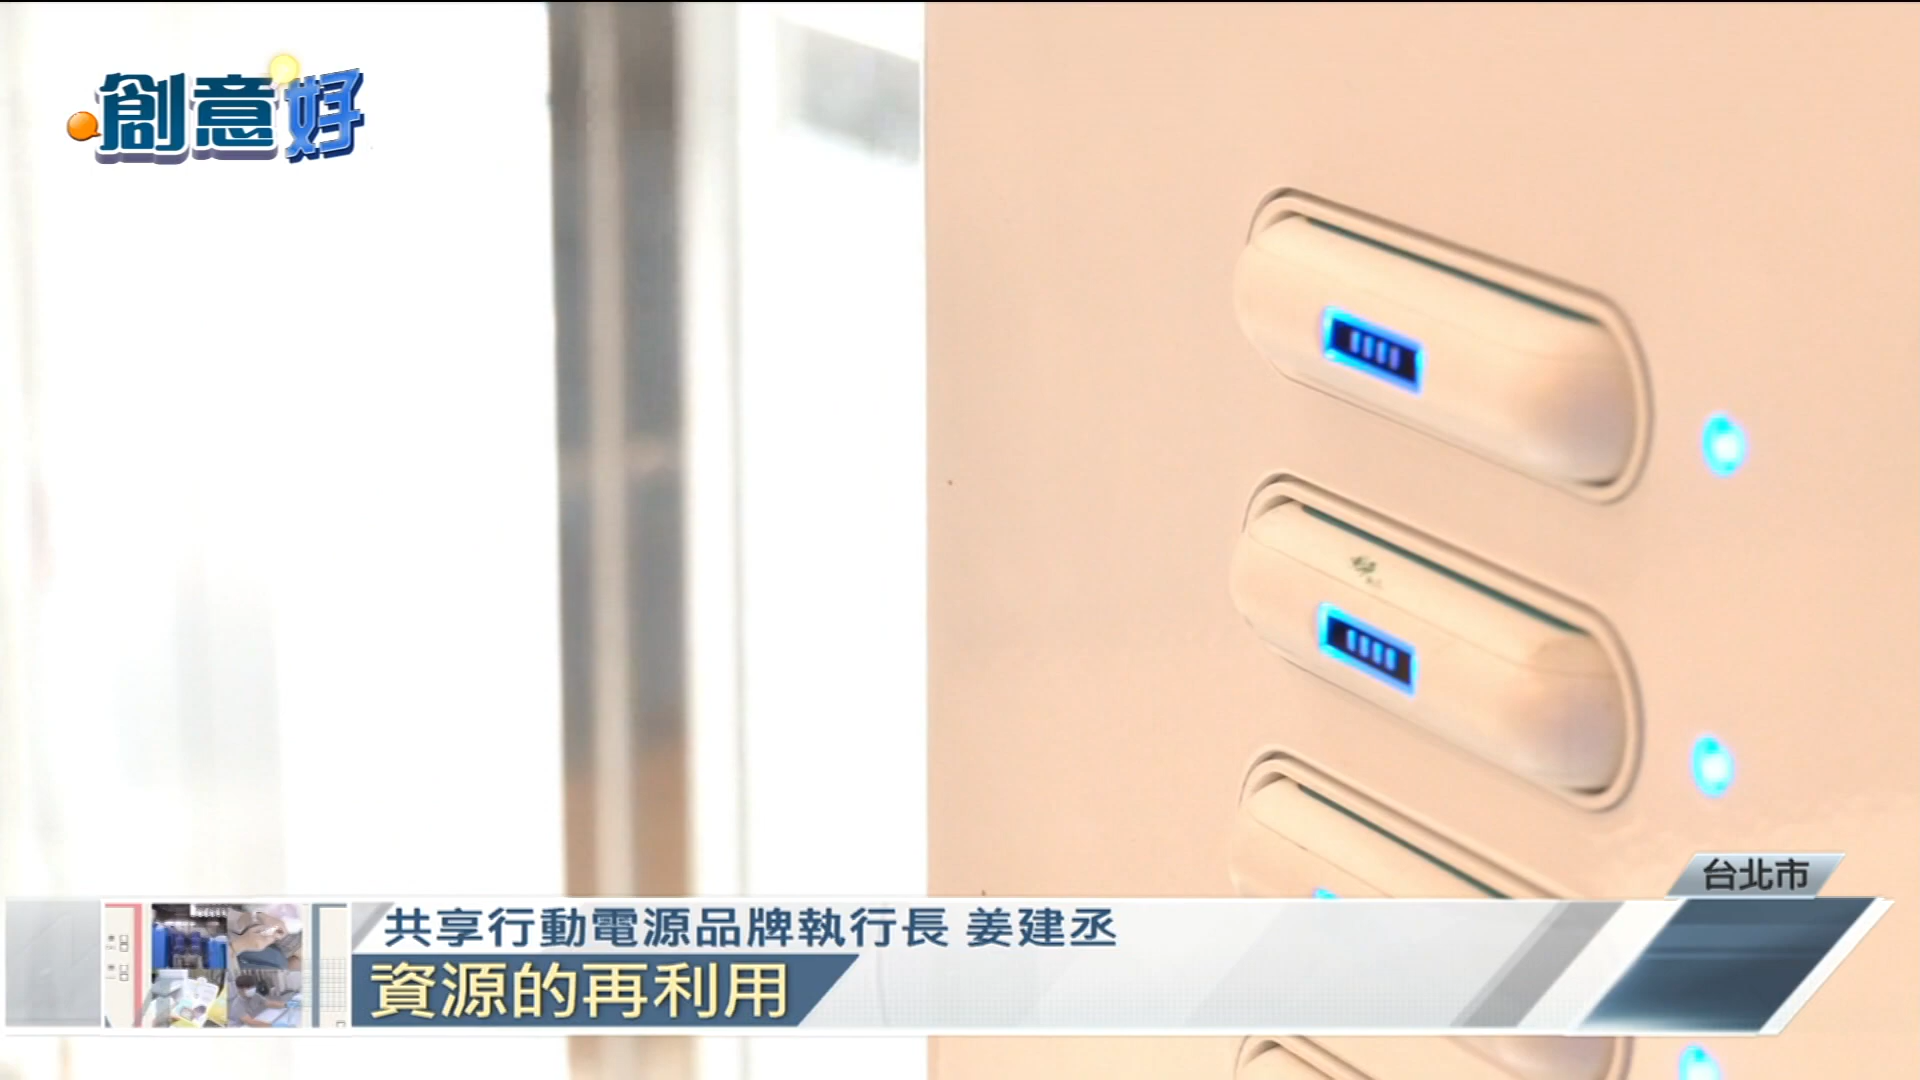 創意好
台北市
共享行動電源品牌執行長 姜建丞
資源的再利用